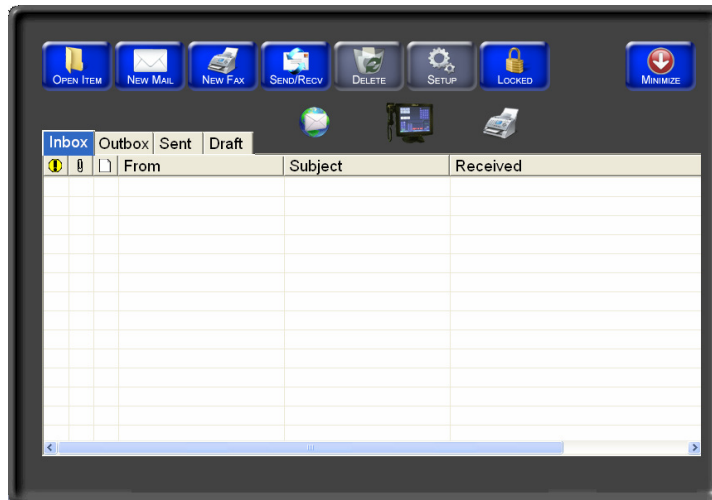 OPEN ITEM NEW MAIL NEW FAX SEND/RECV DELETE SETUP LOCKED MINIMIZE
Inbox Outbox Sent Draft
From Subject Received